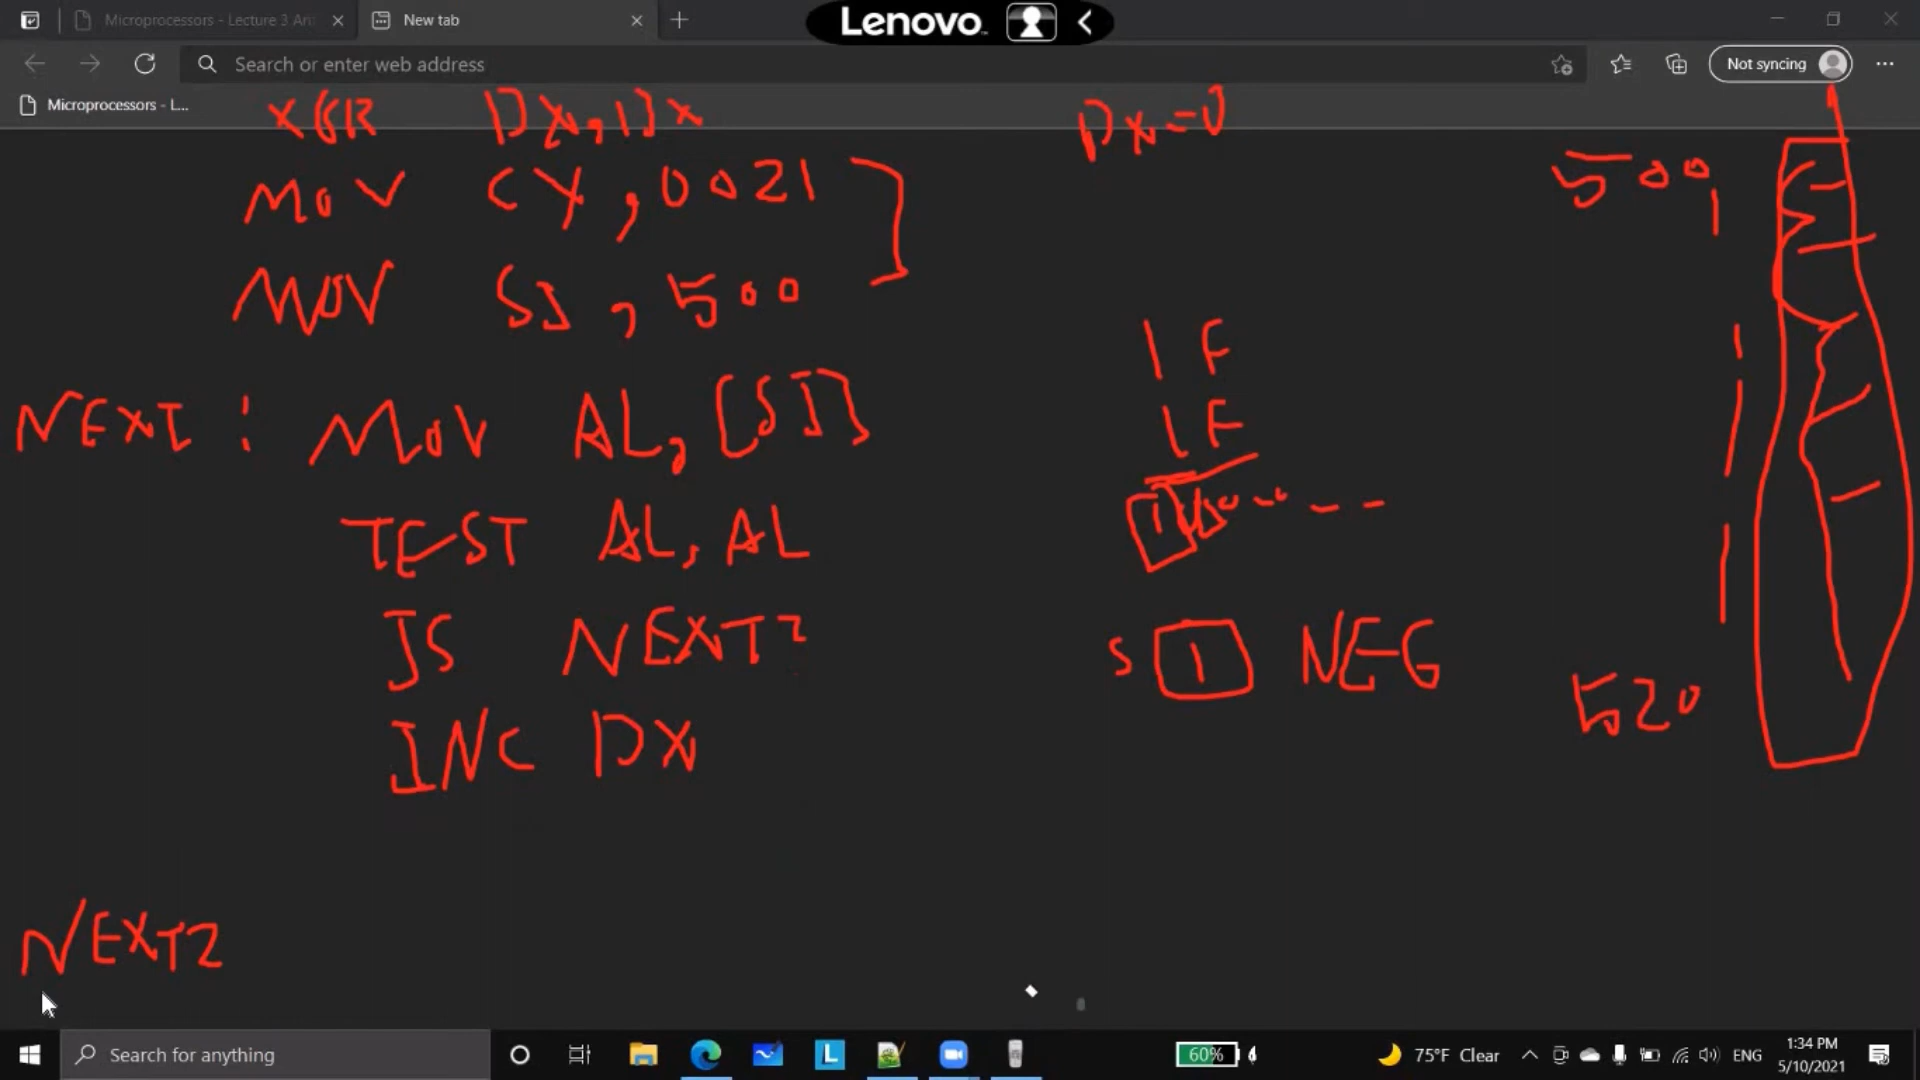 Microprocessors - Lecture 3 An
New tab
Lenovo
Search or enter web address
Not syncing
Microprocessors - L...
XOR DX, DX
DX=0
MOV CX, 0021
MOV SI, 500
NEXT : MOV AL, [SI]
TEST AL, AL
JS NEXT2
INC DX
NEXT2
1 F
1 F
1
S 1 NEG
500
520
Search for anything
60%
75°F Clear
ENG
1:34 PM
5/10/2021